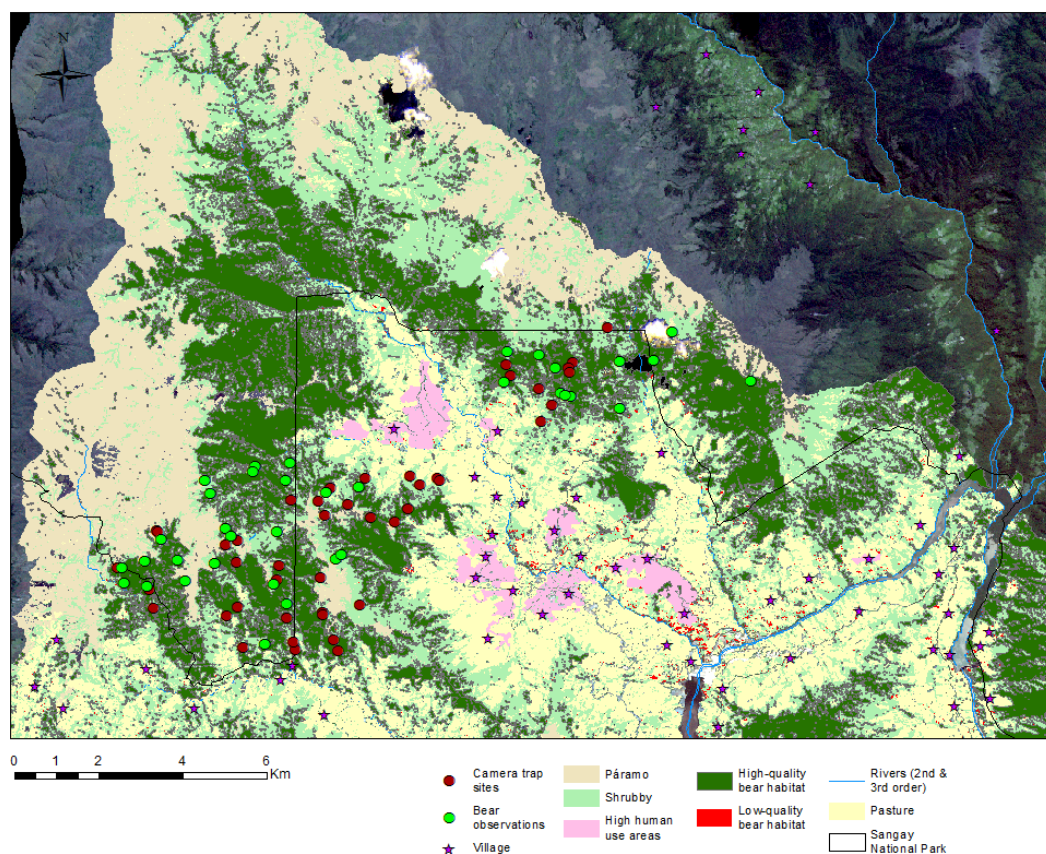 N
0 1 2 4 6
Km
Camera trap
sites
Bear
observations
Village
Páramo
Shrubby
High human
use areas
High-quality
bear habitat
Low-quality
bear habitat
Rivers (2nd &
3rd order)
Pasture
Sangay
National Park